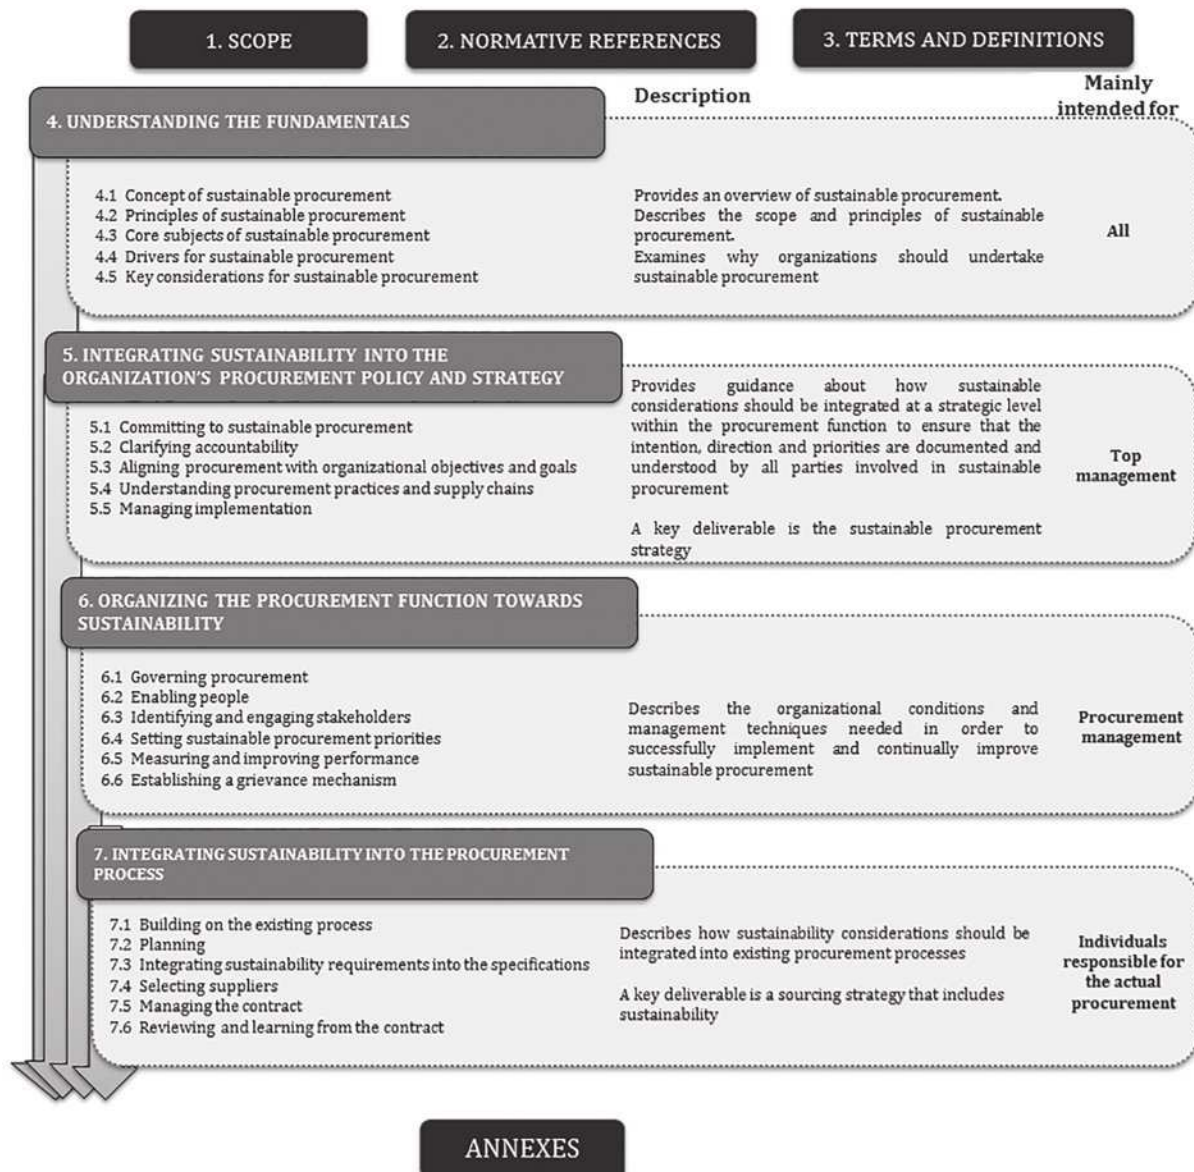 1. SCOPE
2. NORMATIVE REFERENCES
3. TERMS AND DEFINITIONS
Description
Mainly
intended for
4. UNDERSTANDING THE FUNDAMENTALS
4.1 Concept of sustainable procurement
4.2 Principles of sustainable procurement
4.3 Core subjects of sustainable procurement
4.4 Drivers for sustainable procurement
4.5 Key considerations for sustainable procurement
Provides an overview of sustainable procurement.
Describes the scope and principles of sustainable
procurement.
Examines why organizations should undertake
sustainable procurement
All
5. INTEGRATING SUSTAINABILITY INTO THE
ORGANIZATION'S PROCUREMENT POLICY AND STRATEGY
5.1 Committing to sustainable procurement
5.2 Clarifying accountability
5.3 Aligning procurement with organizational objectives and goals
5.4 Understanding procurement practices and supply chains
5.5 Managing implementation
Provides guidance about how sustainable
considerations should be integrated at a strategic level
within the procurement function to ensure that the
intention, direction and priorities are documented and
understood by all parties involved in sustainable
procurement
A key deliverable is the sustainable procurement
strategy
Top
management
6. ORGANIZING THE PROCUREMENT FUNCTION TOWARDS
SUSTAINABILITY
6.1 Governing procurement
6.2 Enabling people
6.3 Identifying and engaging stakeholders
6.4 Setting sustainable procurement priorities
6.5 Measuring and improving performance
6.6 Establishing a grievance mechanism
Describes the organizational conditions and
management techniques needed in order to
successfully implement and continually improve
sustainable procurement
Procurement
management
7. INTEGRATING SUSTAINABILITY INTO THE PROCUREMENT
PROCESS
7.1 Building on the existing process
7.2 Planning
7.3 Integrating sustainability requirements into the specifications
7.4 Selecting suppliers
7.5 Managing the contract
7.6 Reviewing and learning from the contract
Describes how sustainability considerations should be
integrated into existing procurement processes
A key deliverable is a sourcing strategy that includes
sustainability
Individuals
responsible for
the actual
procurement
ANNEXES